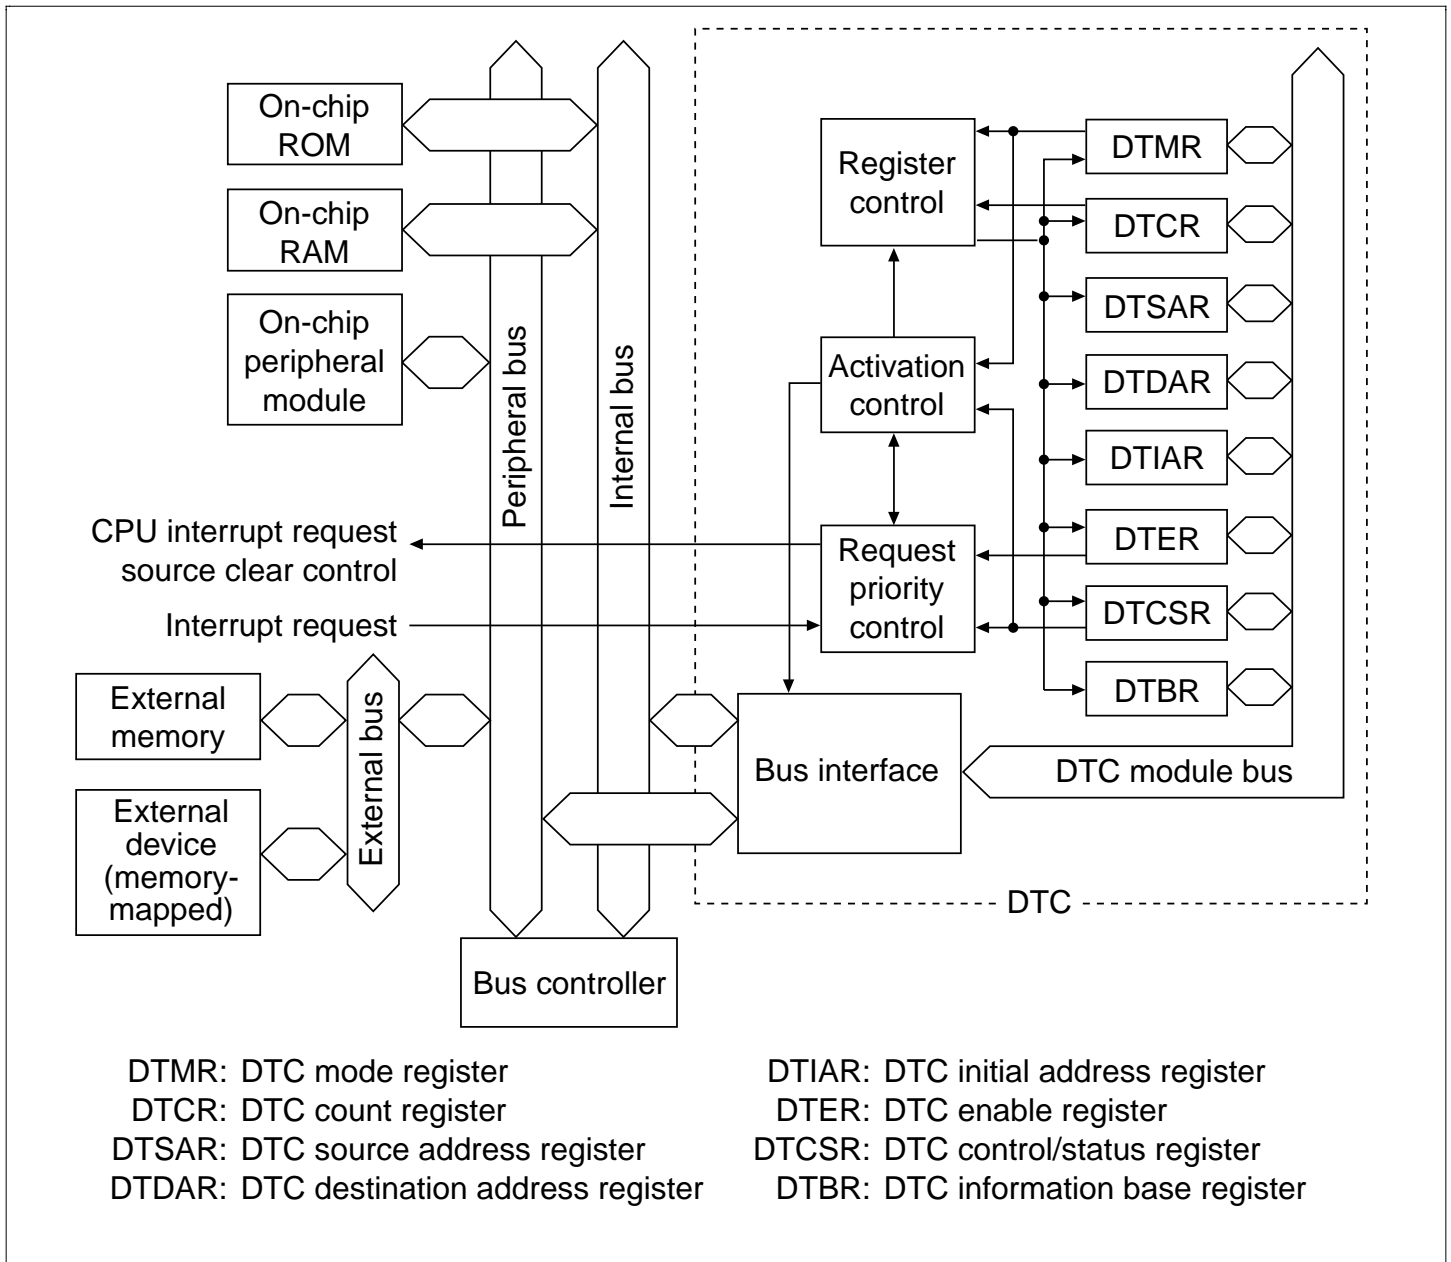 On-chip
ROM
On-chip
RAM
On-chip
peripheral
module
Peripheral bus
Internal bus
Register
control
Activation
control
Request
priority
control
DTMR
DTCR
DTSAR
DTDAR
DTIAR
DTER
DTCSR
DTBR
CPU interrupt request
source clear control
Interrupt request
External
memory
External
device
(memory-
mapped)
External bus
Bus interface
DTC module bus
DTC
Bus controller
DTMR: DTC mode register
DTCR: DTC count register
DTSAR: DTC source address register
DTDAR: DTC destination address register
DTIAR: DTC initial address register
DTER: DTC enable register
DTCSR: DTC control/status register
DTBR: DTC information base register